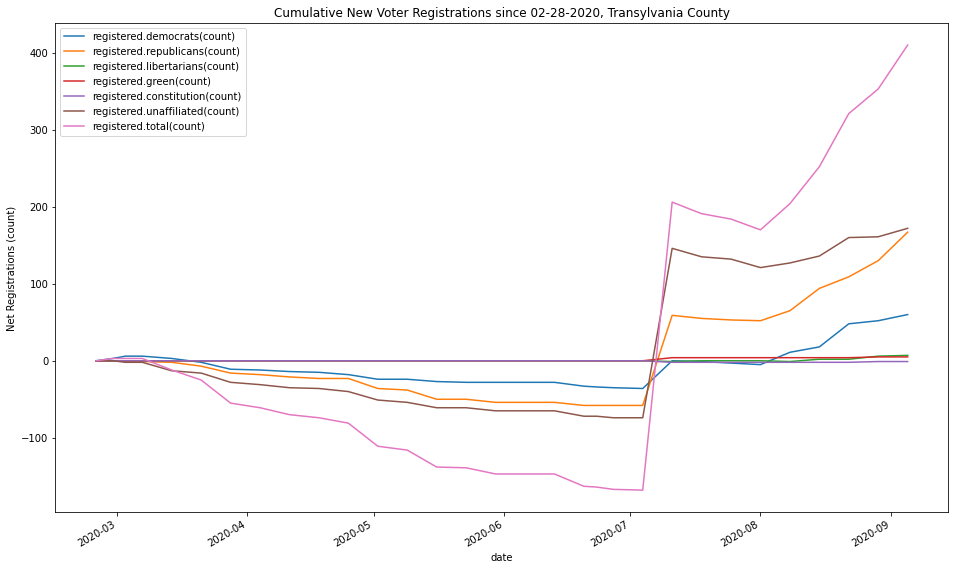 Cumulative New Voter Registrations since 02-28-2020, Transylvania County
registered.democrats(count)
registered.republicans(count)
registered.libertarians(count)
registered.green(count)
registered.constitution(count)
registered.unaffiliated(count)
registered.total(count)
Net Registrations (count)
400
300
200
100
0
−100
2020-03
2020-04
2020-05
2020-06
2020-07
2020-08
2020-09
date